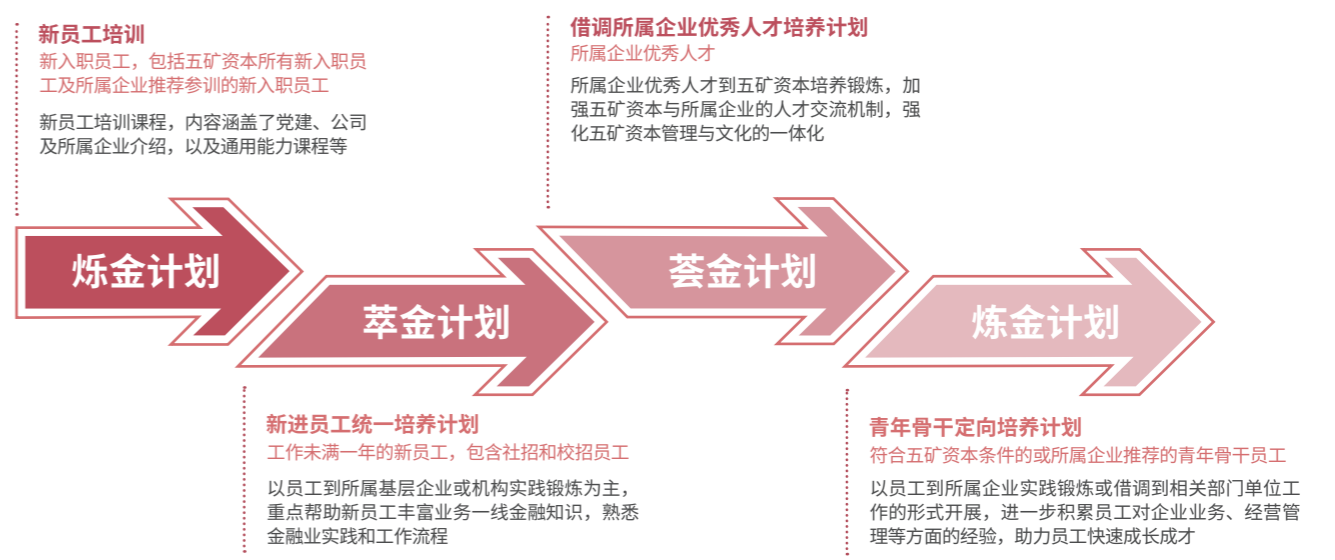 新员工培训
新入职员工，包括五矿资本所有新入职员
工及所属企业推荐参训的新入职员工
新员工培训课程，内容涵盖了党建、公司
及所属企业介绍，以及通用能力课程等
借调所属企业优秀人才培养计划
所属企业优秀人才
所属企业优秀人才到五矿资本培养锻炼，加
强五矿资本与所属企业的人才交流机制，强
化五矿资本管理与文化的一体化
烁金计划
萃金计划
荟金计划
炼金计划
新进员工统一培养计划
工作未满一年的新员工，包含社招和校招员工
以员工到所属基层企业或机构实践锻炼为主，
重点帮助新员工丰富业务一线金融知识，熟悉
金融业实践和工作流程
青年骨干定向培养计划
符合五矿资本条件的或所属企业推荐的青年骨干员工
以员工到所属企业实践锻炼或借调到相关部门单位工
作的形式开展，进一步积累员工对企业业务、经营管
理等方面的经验，助力员工快速成长成才